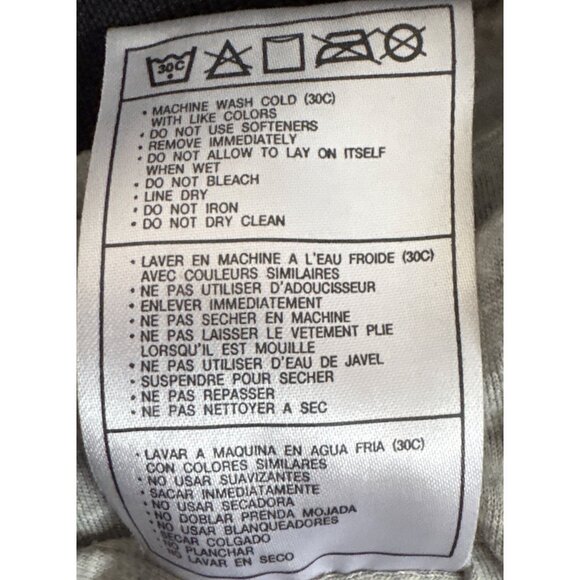 30C
• MACHINE WASH COLD (30C)
WITH LIKE COLORS
• DO NOT USE SOFTENERS
• REMOVE IMMEDIATELY
• DO NOT ALLOW TO LAY ON ITSELF
WHEN WET
• DO NOT BLEACH
• LINE DRY
• DO NOT IRON
• DO NOT DRY CLEAN
• LAVER EN MACHINE A L'EAU FROIDE (30C)
AVEC COULEURS SIMILAIRES
• NE PAS UTILISER D'ADOUCISSEUR
• ENLEVER IMMEDIATEMENT
• NE PAS SECHER EN MACHINE
• NE PAS LAISSER LE VETEMENT PLIE
LORSQU'IL EST MOUILLE
• NE PAS UTILISER D'EAU DE JAVEL
• SUSPENDRE POUR SECHER
• NE PAS REPASSER
• NE PAS NETTOYER A SEC
• LAVAR A MAQUINA EN AGUA FRIA (30C)
CON COLORES SIMILARES
• NO USAR SUAVIZANTES
• SACAR INMEDIATAMENTE
• NO USAR SECADORA
• NO DOBLAR PRENDA MOJADA
• NO USAR BLANQUEADORES
• SECAR COLGADO
• NO PLANCHAR
• NO LAVAR EN SECO